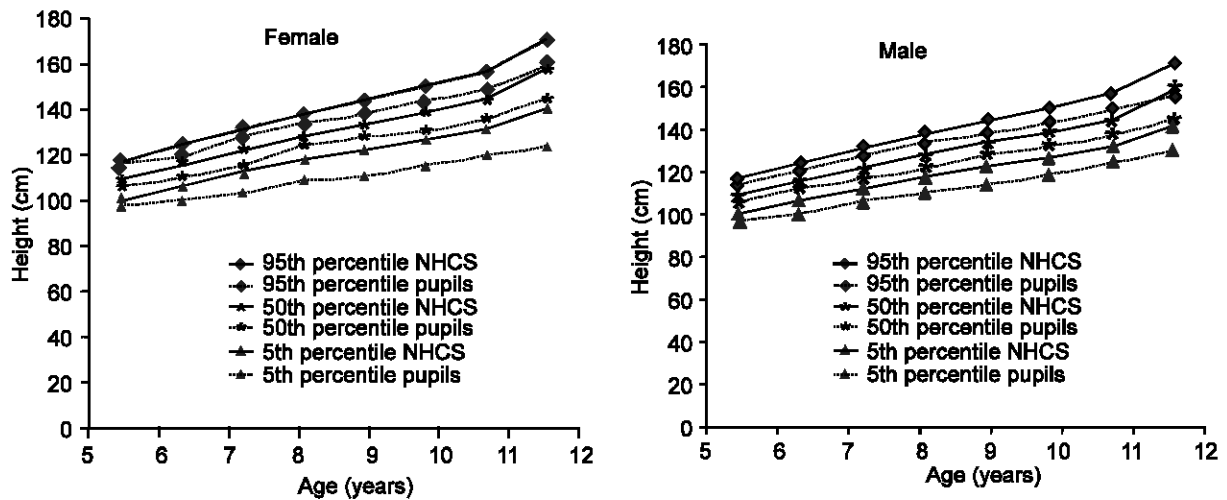 Female
Height (cm)
180
160
140
120
100
80
60
40
20
0
95th percentile NHCS
95th percentile pupils
50th percentile NHCS
50th percentile pupils
5th percentile NHCS
5th percentile pupils
5 6 7 8 9 10 11 12
Age (years)
Male
Height (cm)
180
160
140
120
100
80
60
40
20
0
95th percentile NHCS
95th percentile pupils
50th percentile NHCS
50th percentile pupils
5th percentile NHCS
5th percentile pupils
5 6 7 8 9 10 11 12
Age (years)